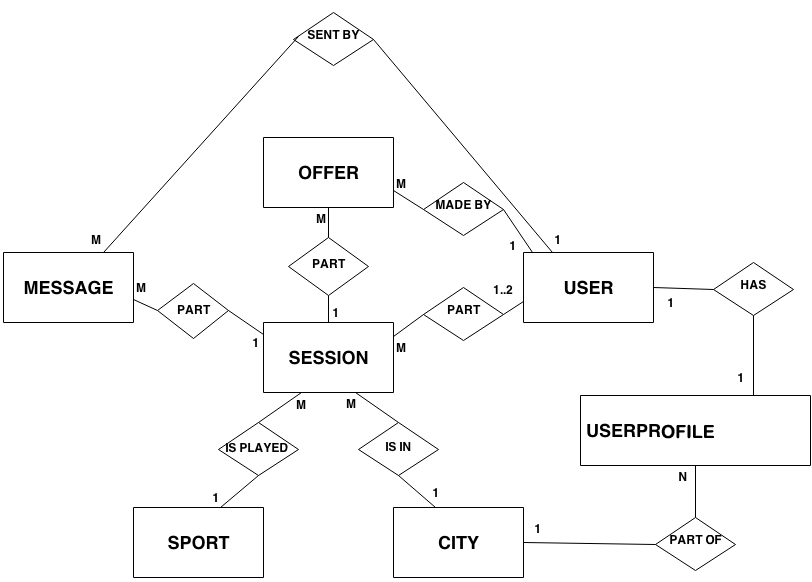 SENT BY
OFFER
M
MADE BY
M
1
1
M
PART
MESSAGE
M
USER
HAS
1..2
1
PART
PART
1
1
M
SESSION
1
M
M
USERPROFILE
IS PLAYED
IS IN
N
1
1
1
SPORT
CITY
PART OF